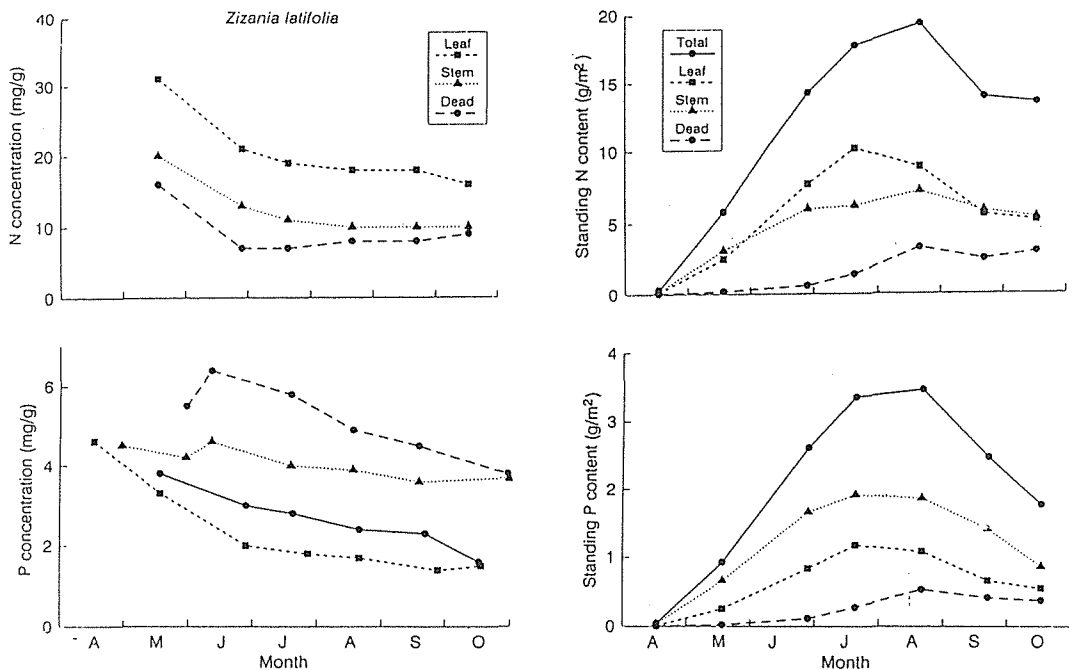 Zizania latifolia
N concentration (mg/g)
40
30
20
10
0
Leaf
Stem
Dead
Standing N content (g/m²)
20
15
10
5
0
Total
Leaf
Stem
Dead
P concentration (mg/g)
6
4
2
0
A M J J A S O
Month
Standing P content (g/m²)
4
3
2
1
0
A M J J A S O
Month